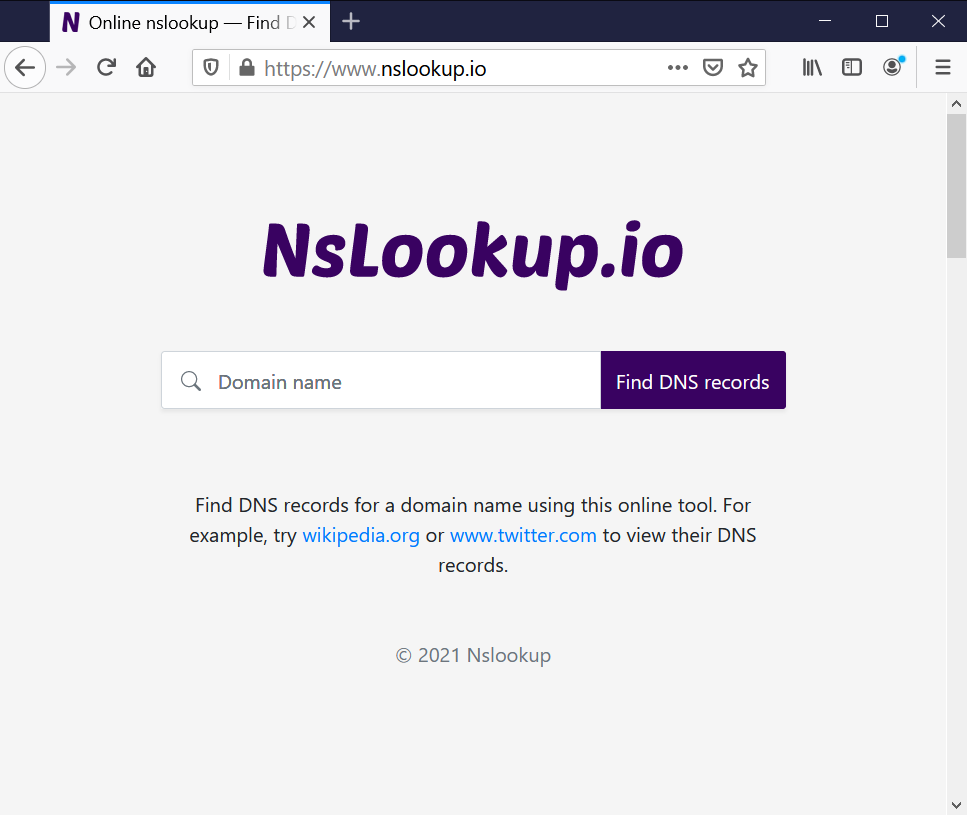 N Online nslookup — Find D
https://www.nslookup.io
NsLookup.io
Domain name
Find DNS records
Find DNS records for a domain name using this online tool. For
example, try wikipedia.org or www.twitter.com to view their DNS
records.
© 2021 Nslookup